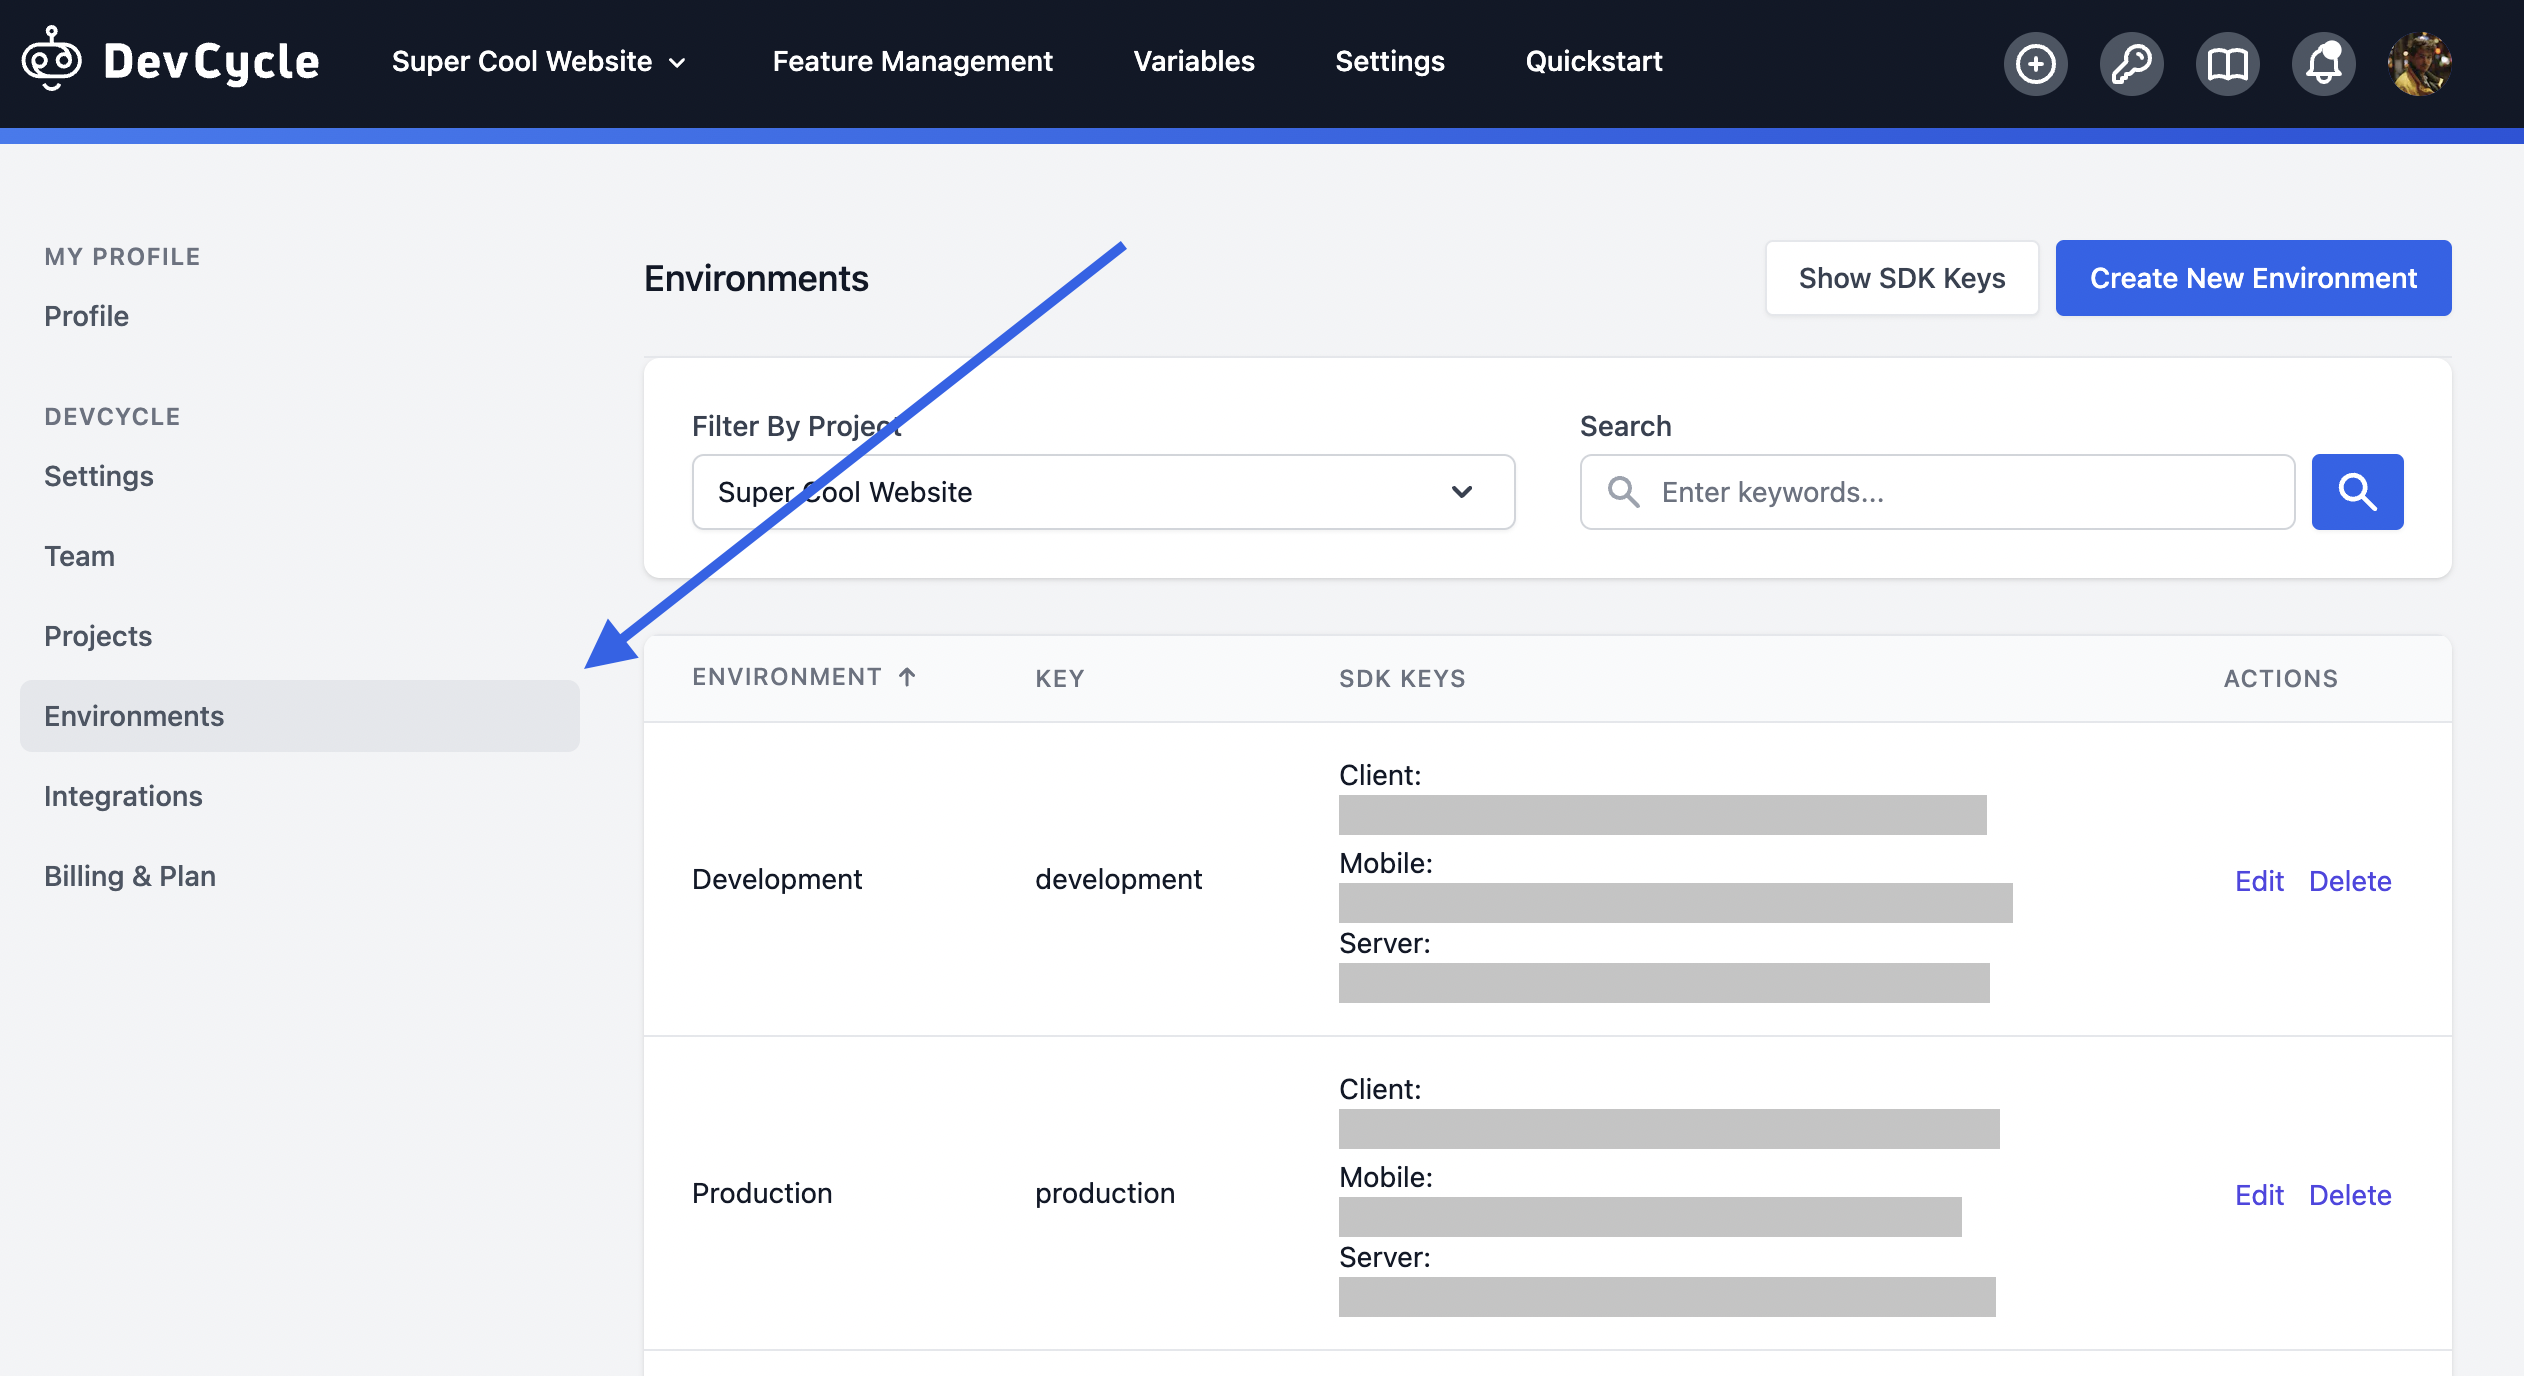 DevCycle
Super Cool Website
Feature Management
Variables
Settings
Quickstart
MY PROFILE
Profile
DEVCYCLE
Settings
Team
Projects
Environments
Integrations
Billing & Plan
Environments
Show SDK Keys
Create New Environment
Filter By Project
Super Cool Website
Search
Enter keywords...
ENVIRONMENT
KEY
SDK KEYS
ACTIONS
Development
development
Client:
Mobile:
Server:
Edit
Delete
Production
production
Client:
Mobile:
Server:
Edit
Delete